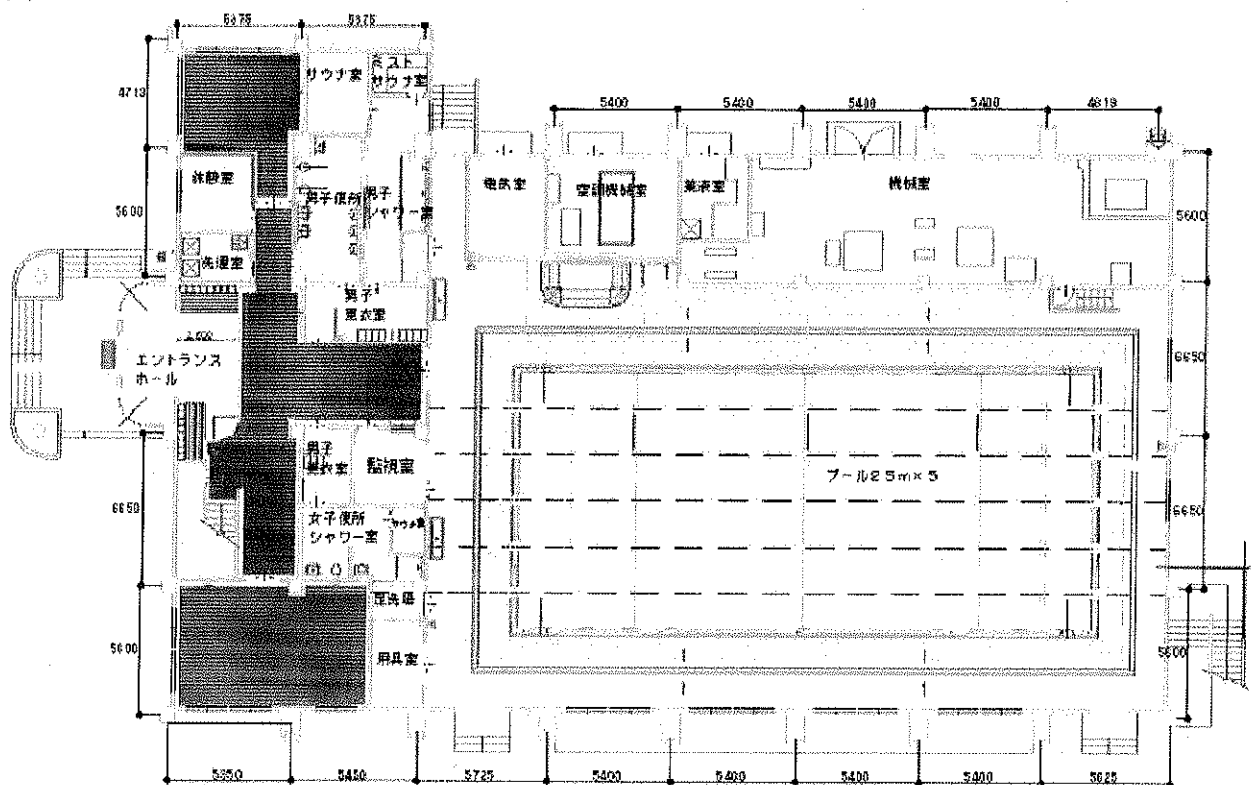 5375
5375
4713
5400
5400
5400
5400
4819
サウナ室
ミスト
サウナ室
休憩室
男子便所
男子
シャワー室
電気室
空調機械室
薬液室
機械室
5600
5600
洗濯室
男子
更衣室
エントランス
ホール
6650
男子
更衣室
監視室
プール25m×5
6650
6650
女子便所
シャワー室
サウナ室
足洗場
5600
用具室
5600
5450
5725
5400
5400
5400
5400
5625